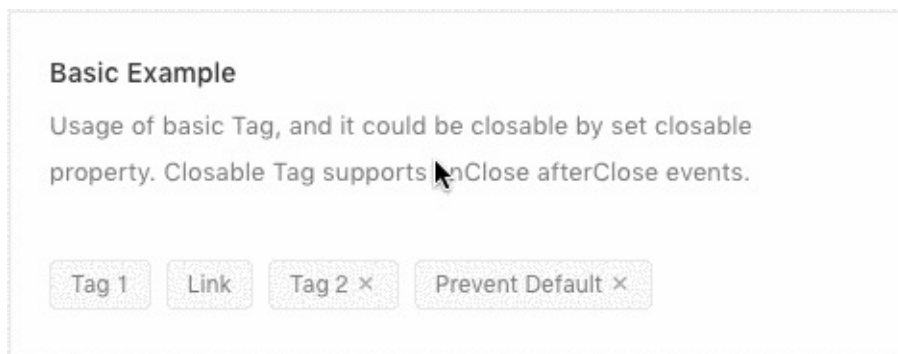 Basic Example
Usage of basic Tag, and it could be closable by set closable
property. Closable Tag supports nClose afterClose events.
Tag 1 Link Tag 2 × Prevent Default ×